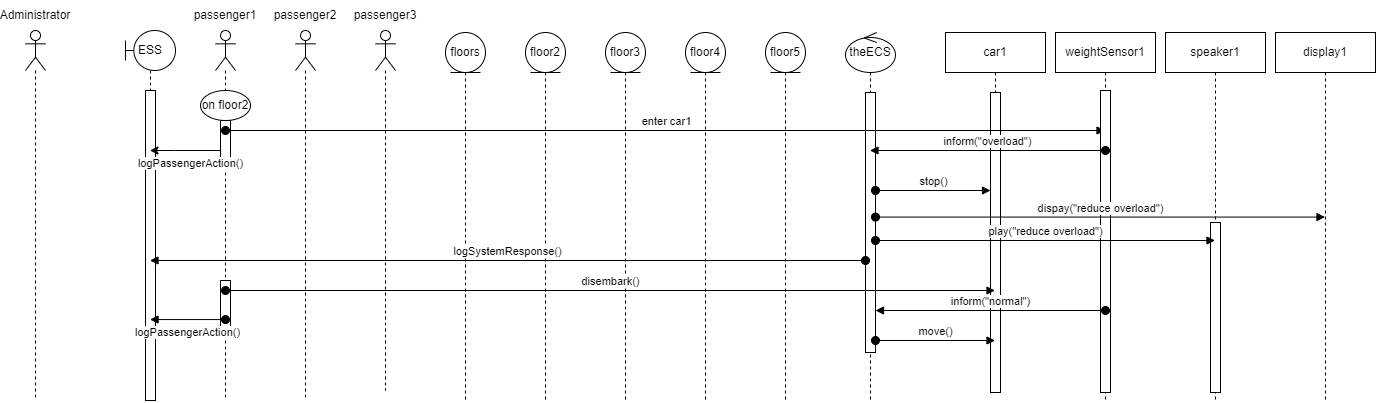 Administrator
passenger1
passenger2
passenger3
ESS
floors
floor2
floor3
floor4
floor5
theECS
car1
weightSensor1
speaker1
display1
on floor2
enter car1
inform("overload")
logPassengerAction()
stop()
dispay("reduce overload")
play("reduce overload")
logSystemResponse()
disembark()
inform("normal")
logPassengerAction()
move()